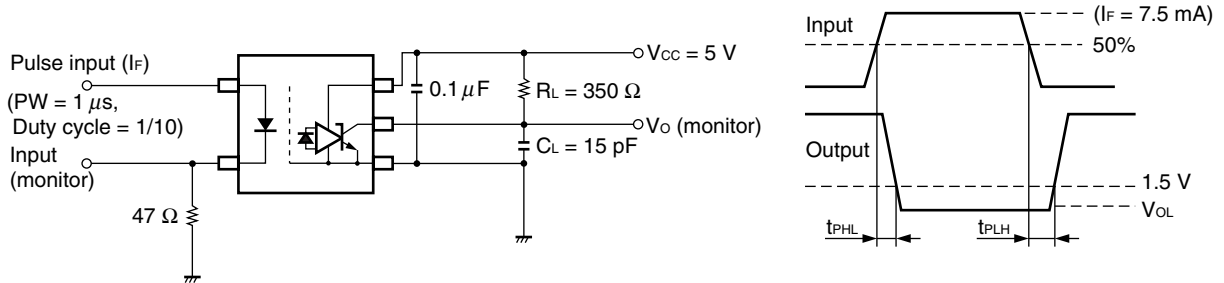 Pulse input (IF)
(PW = 1 μs,
Duty cycle = 1/10)
Input
(monitor)
47 Ω
0.1 μF
VCC = 5 V
RL = 350 Ω
VO (monitor)
CL = 15 pF
Input
(IF = 7.5 mA)
50%
Output
1.5 V
VOL
tPHL
tPLH